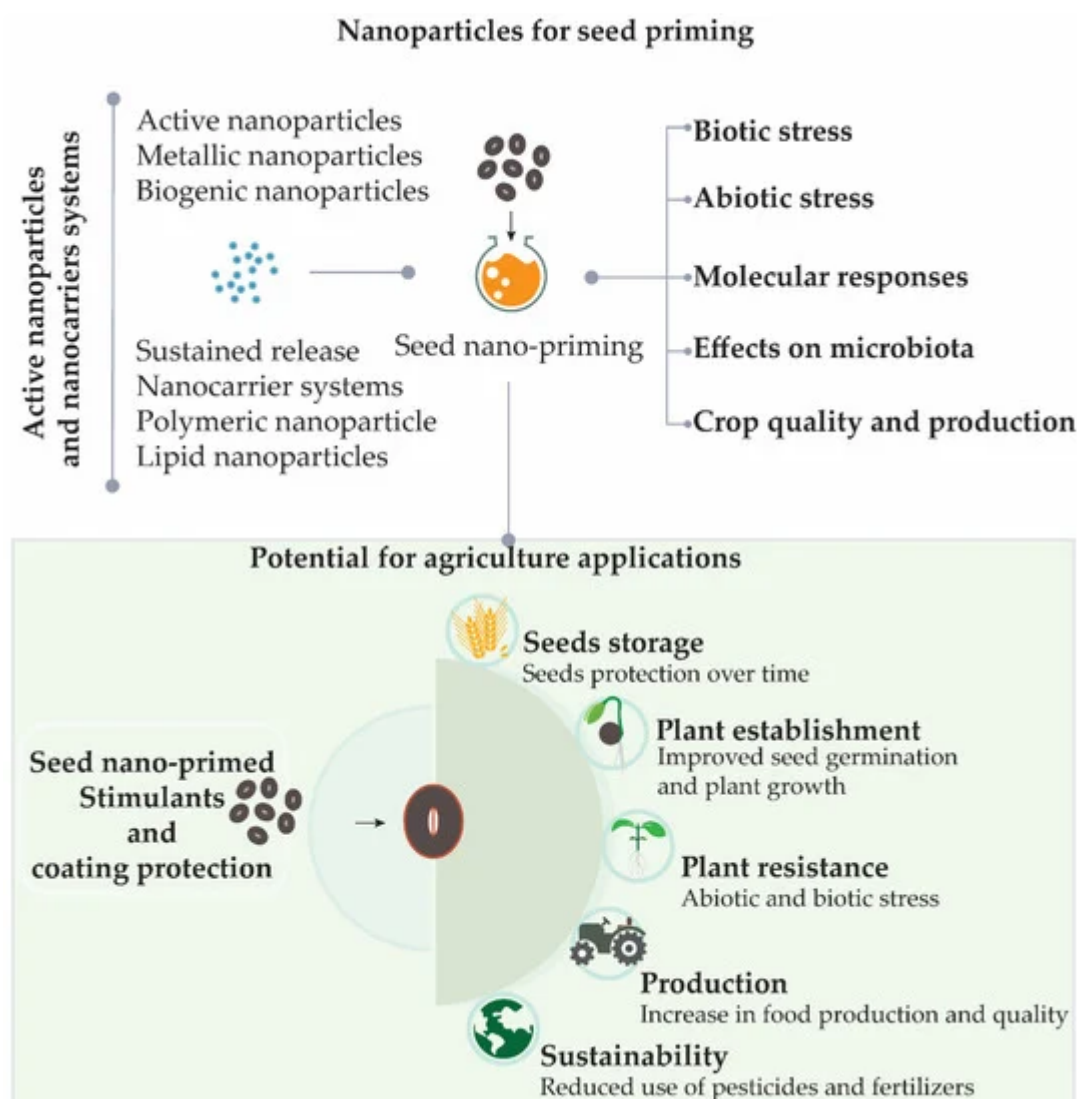 Nanoparticles for seed priming
Active nanoparticles
and nanocarriers systems
Active nanoparticles
Metallic nanoparticles
Biogenic nanoparticles
Sustained release
Nanocarrier systems
Polymeric nanoparticle
Lipid nanoparticles
Seed nano-priming
Biotic stress
Abiotic stress
Molecular responses
Effects on microbiota
Crop quality and production
Potential for agriculture applications
Seed nano-primed
Stimulants
and
coating protection
Seeds storage
Seeds protection over time
Plant establishment
Improved seed germination
and plant growth
Plant resistance
Abiotic and biotic stress
Production
Increase in food production and quality
Sustainability
Reduced use of pesticides and fertilizers